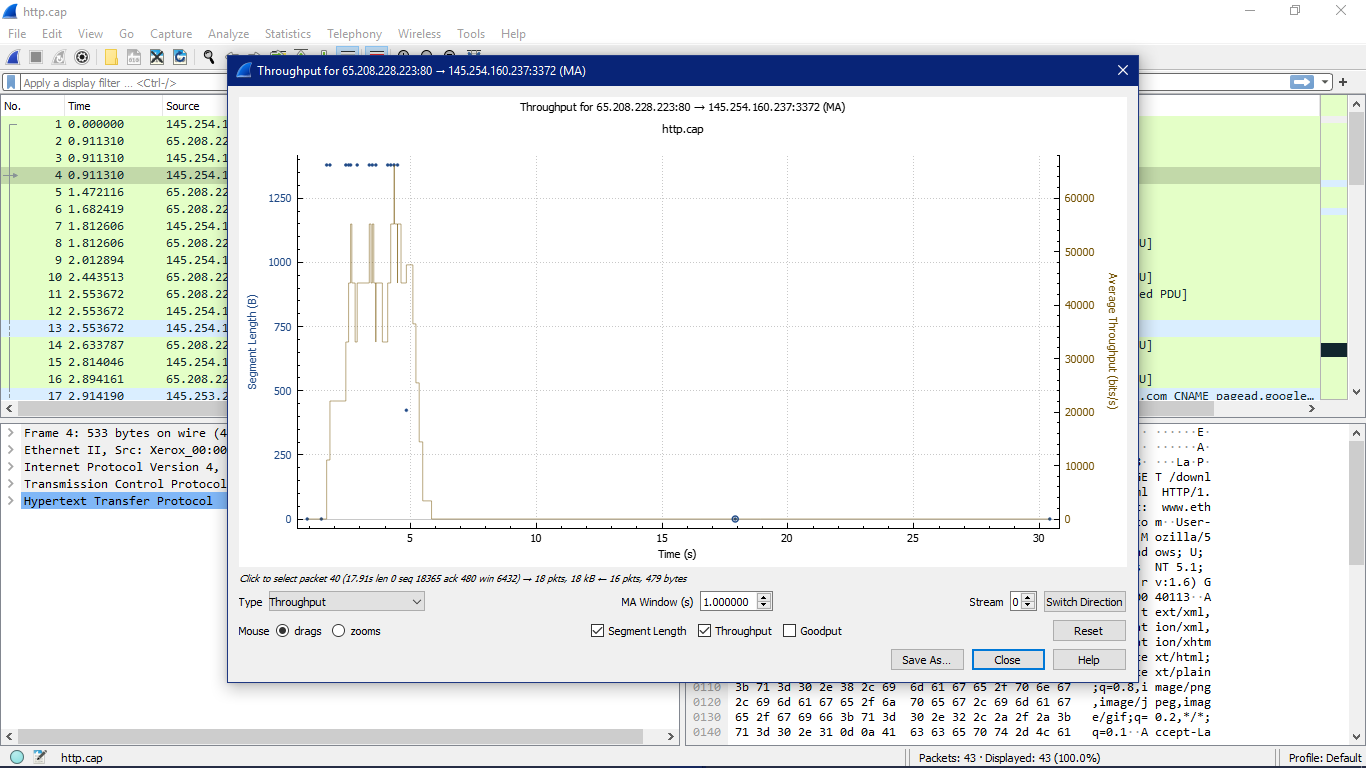 http.cap
File Edit View Go Capture Analyze Statistics Telephony Wireless Tools Help
Apply a display filter ... <Ctrl-/>
No. Time Source
1 0.000000 145.254.1
2 0.911310 65.208.22
3 0.911310 145.254.1
4 0.911310 145.254.1
5 1.472116 65.208.22
6 1.682419 65.208.22
7 1.812606 145.254.1
8 1.812606 65.208.22
9 2.012894 145.254.1
10 2.443513 65.208.22
11 2.553672 65.208.22
12 2.553672 145.254.1
13 2.553672 145.254.1
14 2.633787 65.208.22
15 2.814046 145.254.1
16 2.894161 65.208.22
17 2.914190 145.253.2
U]
U]
ed PDU]
U]
U]
.com CNAME pagead.google…
Frame 4: 533 bytes on wire (4
Ethernet II, Src: Xerox_00:00
Internet Protocol Version 4,
Transmission Control Protocol
Hypertext Transfer Protocol
Throughput for 65.208.228.223:80 → 145.254.160.237:3372 (MA)
Throughput for 65.208.228.223:80 → 145.254.160.237:3372 (MA)
http.cap
Segment Length (B)
1250
1000
750
500
250
0
60000
50000
40000
30000
20000
10000
0
Average Throughput (bits/s)
5 10 15 20 25 30
Time (s)
Click to select packet 40 (17.91s len 0 seq 18365 ack 480 win 6432) → 18 pkts, 18 kB ← 16 pkts, 479 bytes
Type Throughput MA Window (s) 1.000000 Stream 0 Switch Direction
Mouse drags zooms Segment Length Throughput Goodput Reset
Save As... Close Help
······E·
······A·
···La·P·
T /downl
HTTP/1.
www.eth
om··User-
ozilla/5
ows; U;
NT 5.1;
v:1.6) G
40113··A
ext/xml,
ion/xml,
ion/xhtm
xt/html;
xt/plain
0110 3b 71 3d 30 2e 38 2c 69 6d 61 67 65 2f 70 6e 67 ;q=0.8,i mage/png
0120 2c 69 6d 61 67 65 2f 6a 70 65 67 2c 69 6d 61 67 ,image/j peg,imag
0130 65 2f 67 69 66 3b 71 3d 30 2e 32 2c 2a 2f 2a 3b e/gif;q= 0.2,*/*;
0140 71 3d 30 2e 31 0d 0a 41 63 63 65 70 74 2d 4c 61 q=0.1··A ccept-La
http.cap Packets: 43 · Displayed: 43 (100.0%) Profile: Default